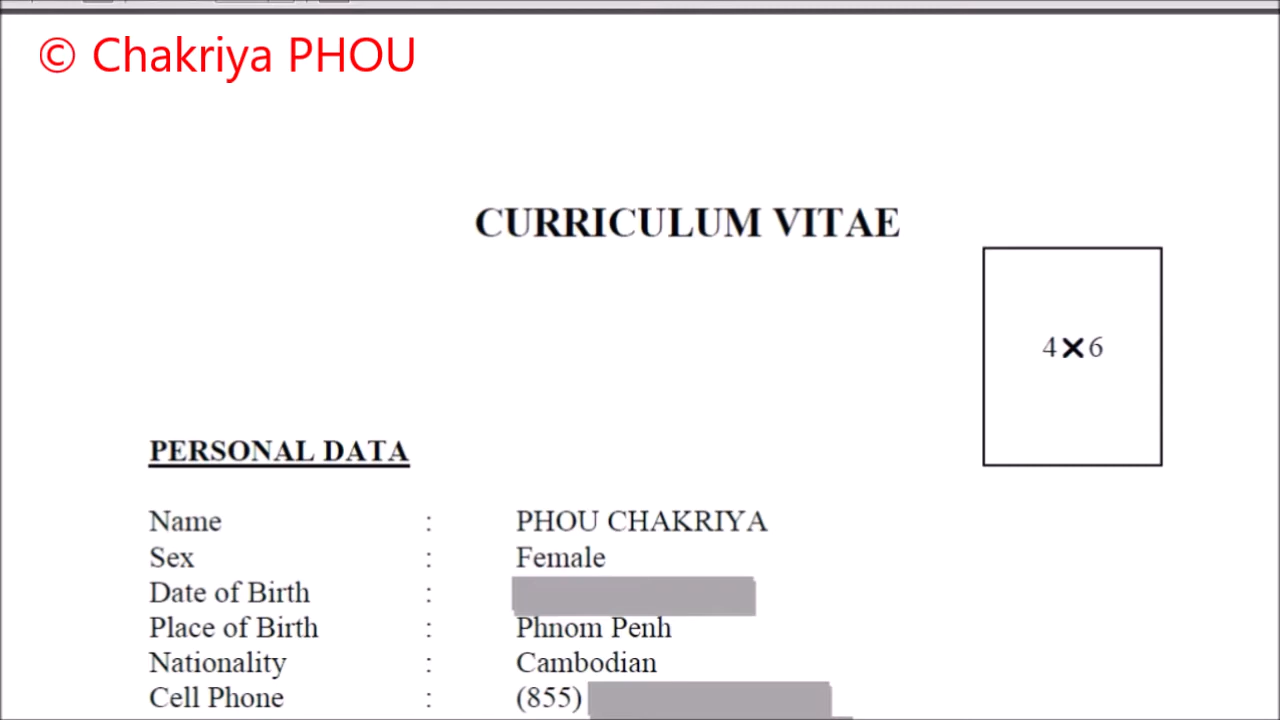 © Chakriya PHOU
CURRICULUM VITAE
4×6
PERSONAL DATA
Name : PHOU CHAKRIYA
Sex : Female
Date of Birth :
Place of Birth : Phnom Penh
Nationality : Cambodian
Cell Phone : (855)